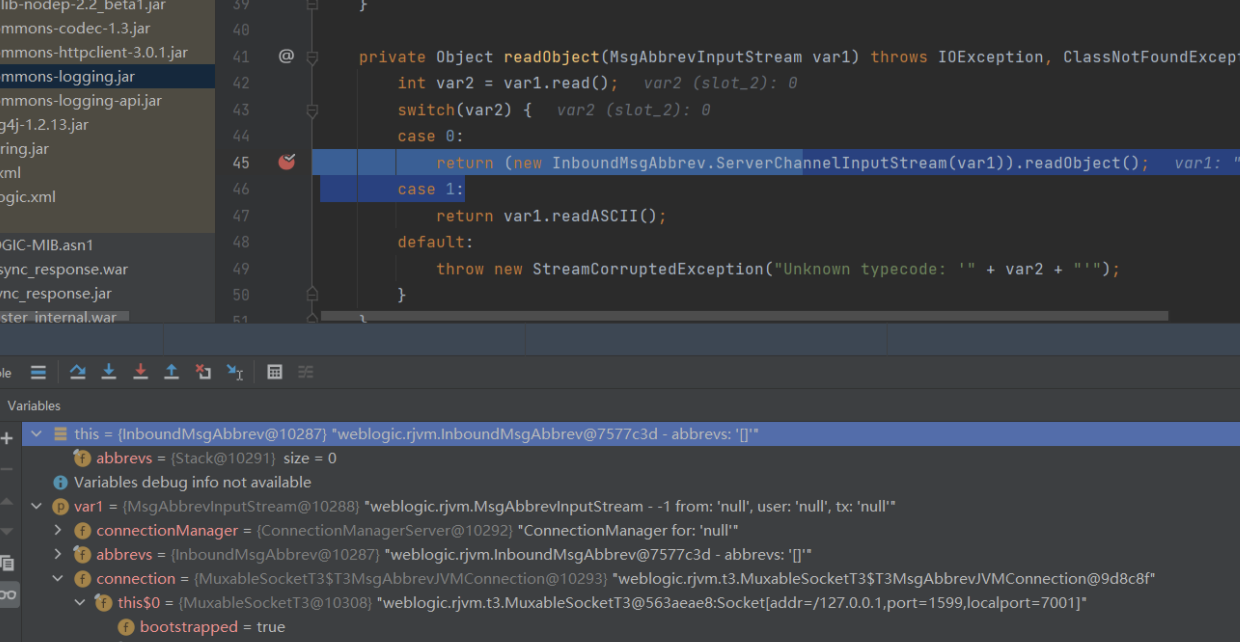 lib-nodep-2.2_beta1.jar
mmons-codec-1.3.jar
mmons-httpclient-3.0.1.jar
mmons-logging.jar
mmons-logging-api.jar
g4j-1.2.13.jar
ring.jar
xml
ogic.xml
OGIC-MIB.asn1
sync_response.war
ync_response.jar
ster_internal.war
39 }
40
41 @ private Object readObject(MsgAbbrevInputStream var1) throws IOException, ClassNotFoundExcept
42 int var2 = var1.read(); var2 (slot_2): 0
43 switch(var2) { var2 (slot_2): 0
44 case 0:
45 return (new InboundMsgAbbrev.ServerChannelInputStream(var1)).readObject(); var1: "
46 case 1:
47 return var1.readASCII();
48 default:
49 throw new StreamCorruptedException("Unknown typecode: '" + var2 + "'");
50 }
51 }
le
Variables
this = {InboundMsgAbbrev@10287} "weblogic.rjvm.InboundMsgAbbrev@7577c3d - abbrevs: '[]'"
abbrevs = {Stack@10291} size = 0
Variables debug info not available
var1 = {MsgAbbrevInputStream@10288} "weblogic.rjvm.MsgAbbrevInputStream - -1 from: 'null', user: 'null', tx: 'null'"
connectionManager = {ConnectionManagerServer@10292} "ConnectionManager for: 'null'"
abbrevs = {InboundMsgAbbrev@10287} "weblogic.rjvm.InboundMsgAbbrev@7577c3d - abbrevs: '[]'"
connection = {MuxableSocketT3$T3MsgAbbrevJVMConnection@10293} "weblogic.rjvm.t3.MuxableSocketT3$T3MsgAbbrevJVMConnection@9d8c8f"
this$0 = {MuxableSocketT3@10308} "weblogic.rjvm.t3.MuxableSocketT3@563aeae8:Socket[addr=/127.0.0.1,port=1599,localport=7001]"
bootstrapped = true